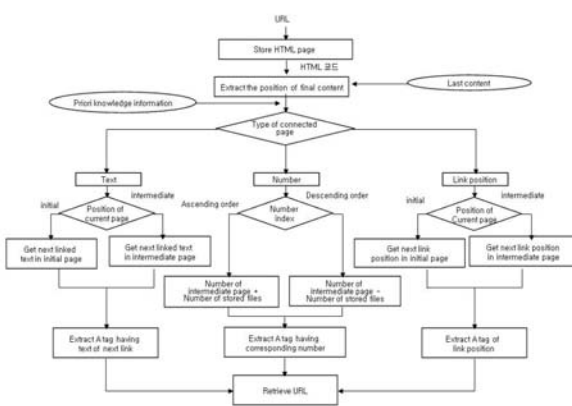 URL
Store HTML page
HTML 코드
Extract the position of final content
Last content
Priori knowledge information
Type of connected
page
Text
Number
Link position
initial
intermediate
Position of
current page
Ascending order
Descending order
Number
Index
initial
intermediate
Position of
Current page
Get next linked
text in initial page
Get next linked text
in intermediate page
Get next link
position in initial page
Get next link position
in intermediate page
Number of
intermediate page +
Number of stored files
Number of
intermediate page -
Number of stored files
Extract A tag having
text of next link
Extract A tag having
corresponding number
Extract A tag of
link position
Retrieve URL